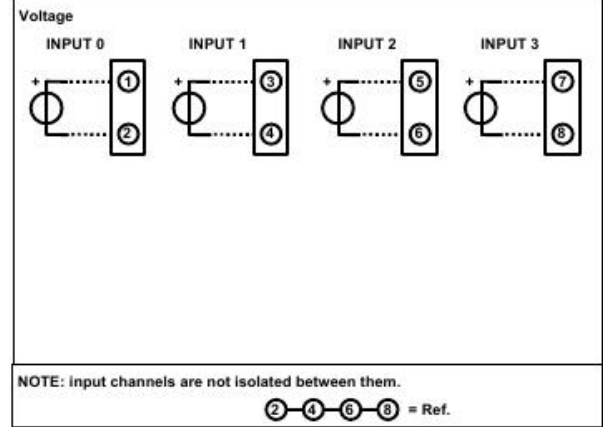 Voltage
INPUT 0 INPUT 1 INPUT 2 INPUT 3
+ 1 + 3 + 5 + 7
2 4 6 8
NOTE: input channels are not isolated between them.
2 4 6 8 = Ref.